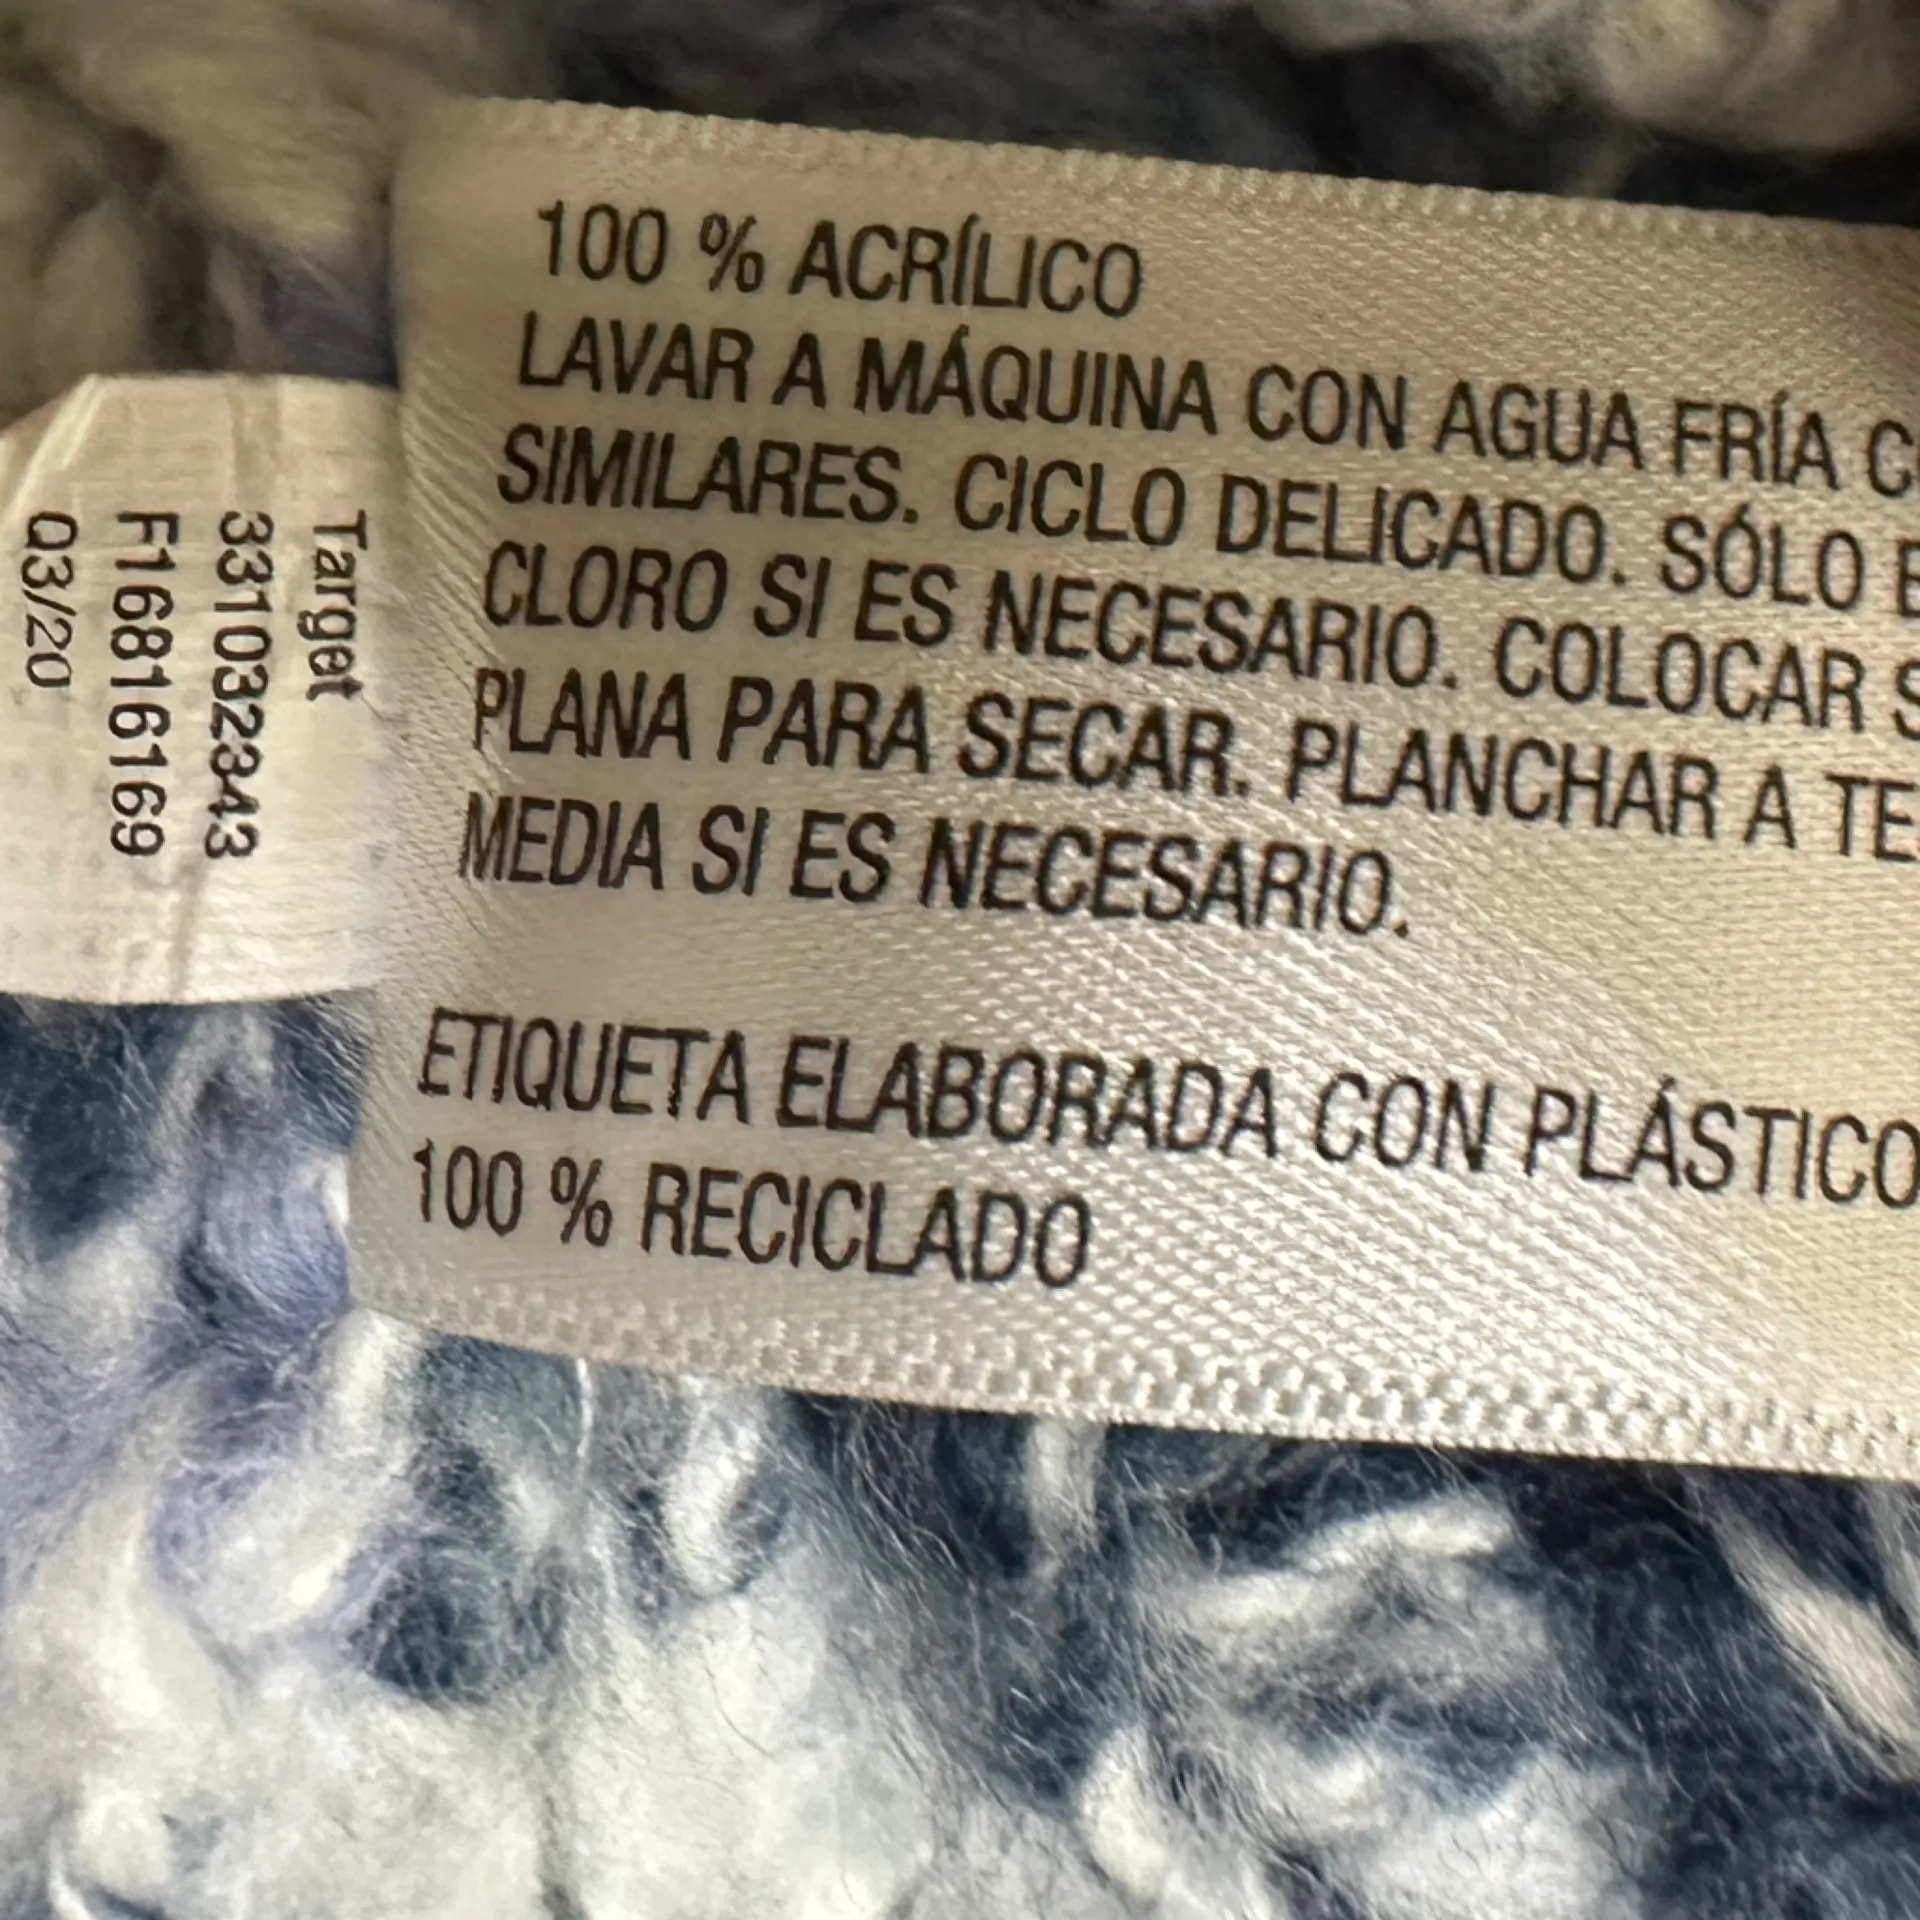 100 % ACRÍLICO
LAVAR A MÁQUINA CON AGUA FRÍA
SIMILARES. CICLO DELICADO. SÓLO
CLORO SI ES NECESARIO. COLOCAR
PLANA PARA SECAR. PLANCHAR A
MEDIA SI ES NECESARIO.
ETIQUETA ELABORADA CON PLÁSTICO
100 % RECICLADO
Target
331032343
F16816169
Q3/20